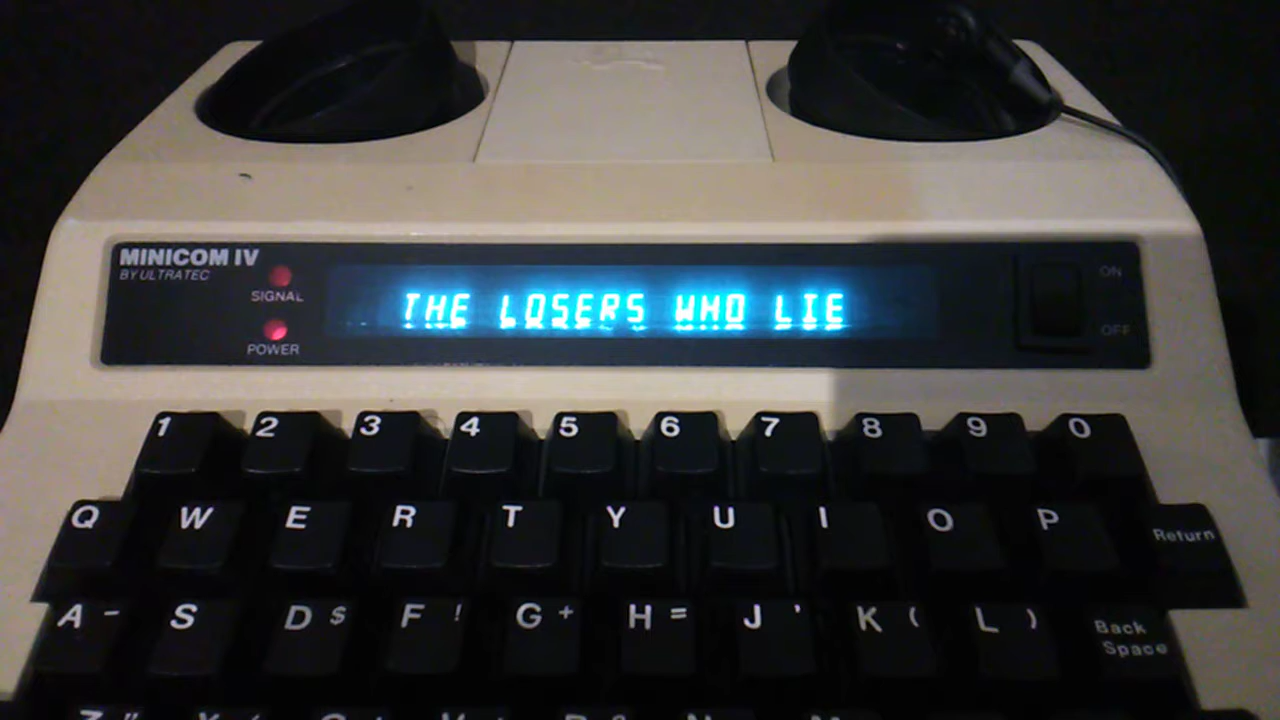 MINICOM IV
BY ULTRATEC
SIGNAL
POWER
THE LOSERS WHO LIE
ON
OFF
1 2 3 4 5 6 7 8 9 0
Q W E R T Y U I O P Return
A - S D $ F ! G + H = J ' K ( L ) Back Space
Z "